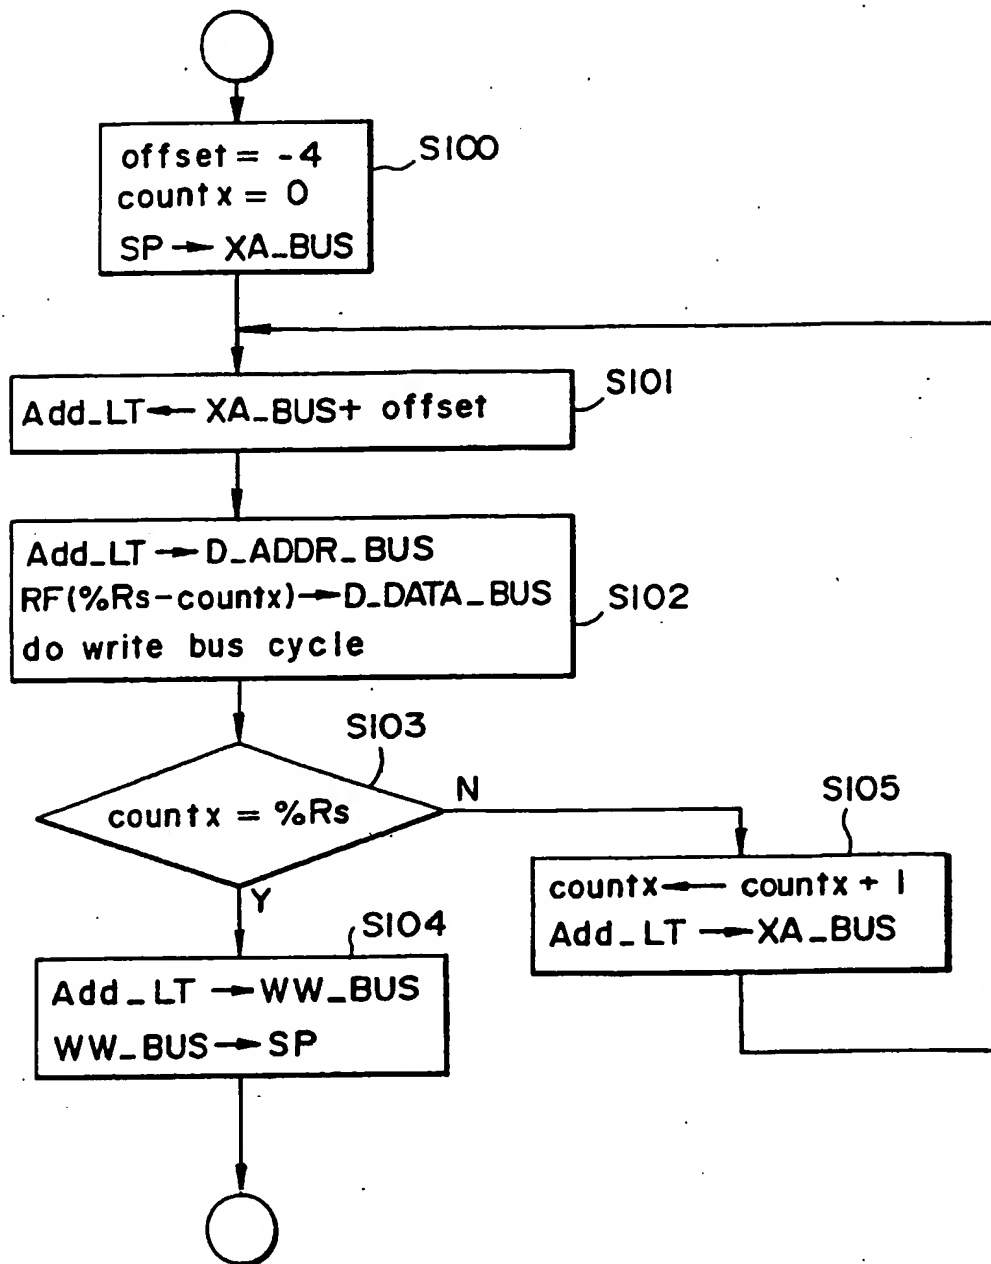 offset = -4
countx = 0
SP → XA_BUS
S100
Add_LT ← XA_BUS + offset
S101
Add_LT → D_ADDR_BUS
RF(%Rs-countx) → D_DATA_BUS
do write bus cycle
S102
S103
countx = %Rs
N
Y
S105
countx ← countx + 1
Add_LT → XA_BUS
S104
Add_LT → WW_BUS
WW_BUS → SP